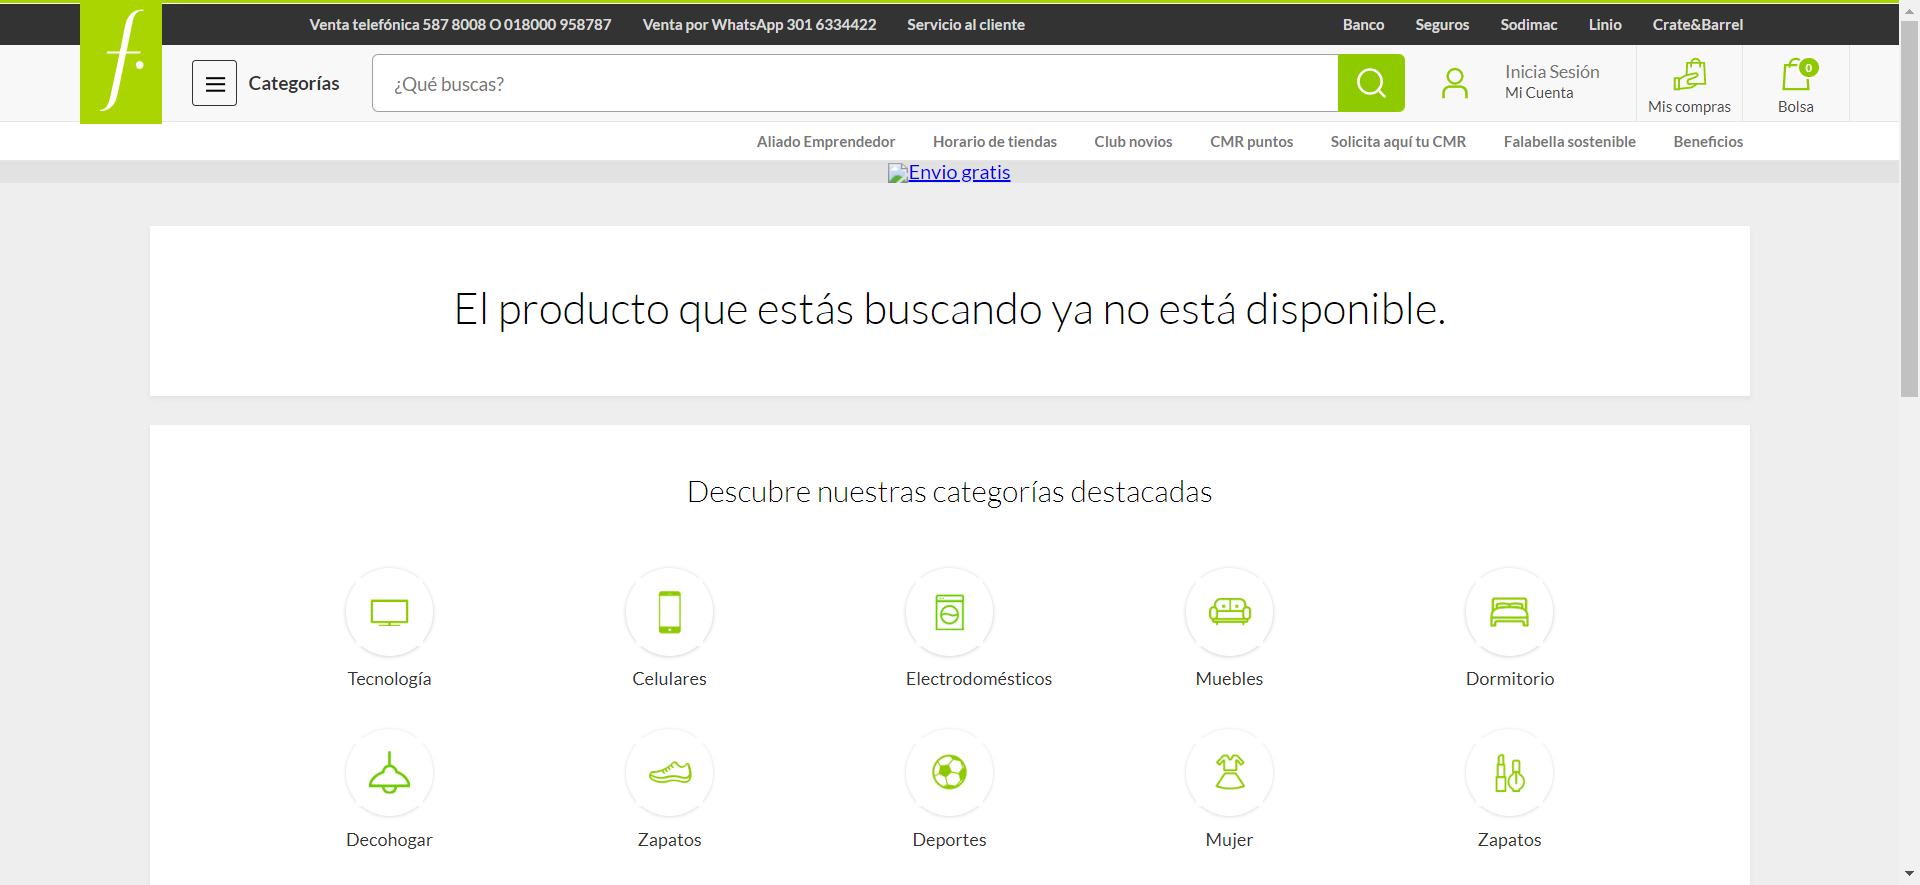 Venta telefónica 587 8008 O 018000 958787 Venta por WhatsApp 301 6334422 Servicio al cliente Banco Seguros Sodimac Linio Crate&Barrel
f.
Categorías ¿Qué buscas?
Inicia Sesión
Mi Cuenta
Mis compras
0
Bolsa
Aliado Emprendedor Horario de tiendas Club novios CMR puntos Solicita aquí tu CMR Falabella sostenible Beneficios
Envio gratis
El producto que estás buscando ya no está disponible.
Descubre nuestras categorías destacadas
Tecnología Celulares Electrodomésticos Muebles Dormitorio
Decohogar Zapatos Deportes Mujer Zapatos